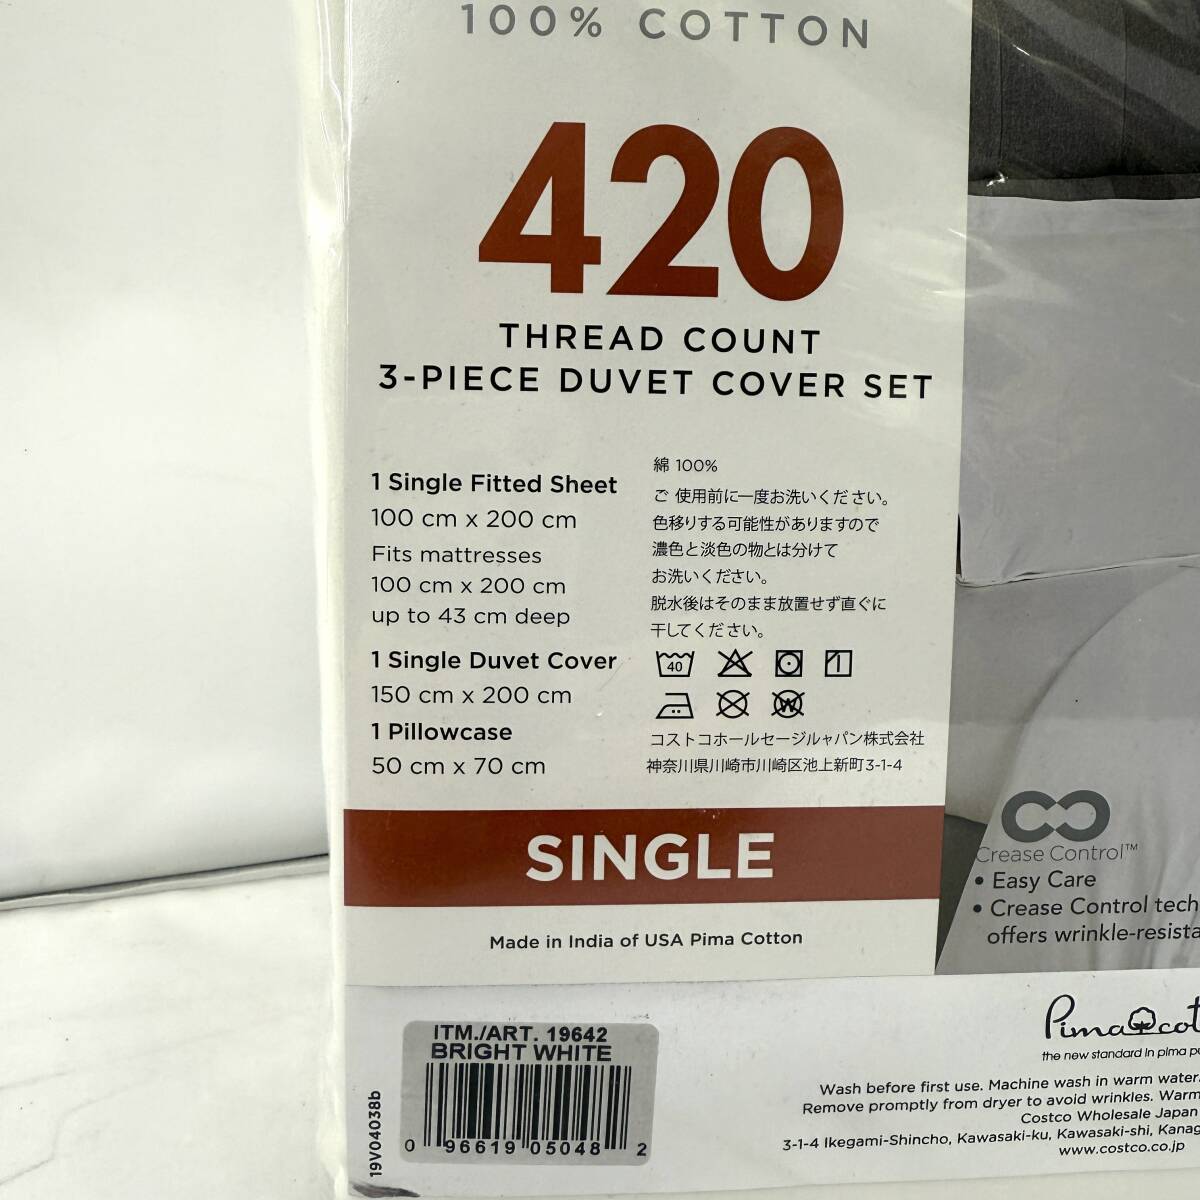 100% COTTON
420
THREAD COUNT
3-PIECE DUVET COVER SET
1 Single Fitted Sheet
100 cm x 200 cm
Fits mattresses
100 cm x 200 cm
up to 43 cm deep
1 Single Duvet Cover
150 cm x 200 cm
1 Pillowcase
50 cm x 70 cm
綿 100%
ご 使用前に一度お洗いください。
色移りする可能性がありますので
濃色と淡色の物とは分けて
お洗いください。
脱水後はそのまま放置せず直ぐに
干してください。
40
W
コストコホールセールジャパン株式会社
神奈川県川崎市川崎区池上新町3-1-4
SINGLE
Made in India of USA Pima Cotton
Crease Control™
• Easy Care
• Crease Control tech
offers wrinkle-resista
ITM./ART. 19642
BRIGHT WHITE
0 96619 05048 2
19V04038b
Pima cot
the new standard in pima
Wash before first use. Machine wash in warm water.
Remove promptly from dryer to avoid wrinkles. Warm
Costco Wholesale Japan
3-1-4 Ikegami-Shincho, Kawasaki-ku, Kawasaki-shi, Kanag
www.costco.co.jp